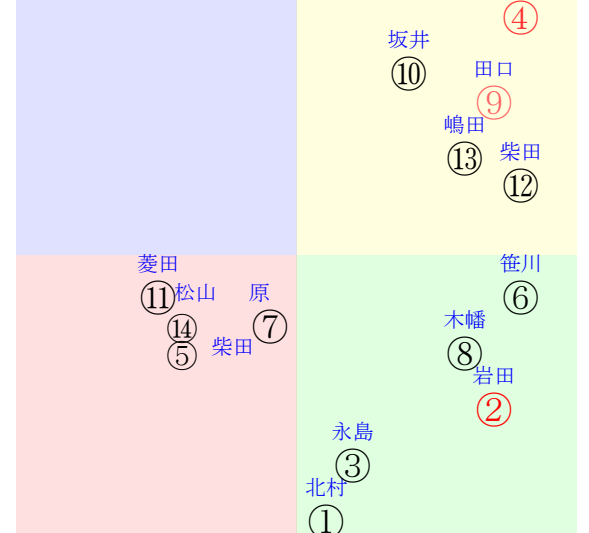 ④
坂井
⑩
田口
⑨
嶋田
⑬
柴田
⑫
菱田
⑪
松山
⑭
⑤
柴田
原
⑦
笹川
⑥
木幡
⑧
岩田
②
永島
③
北村
①